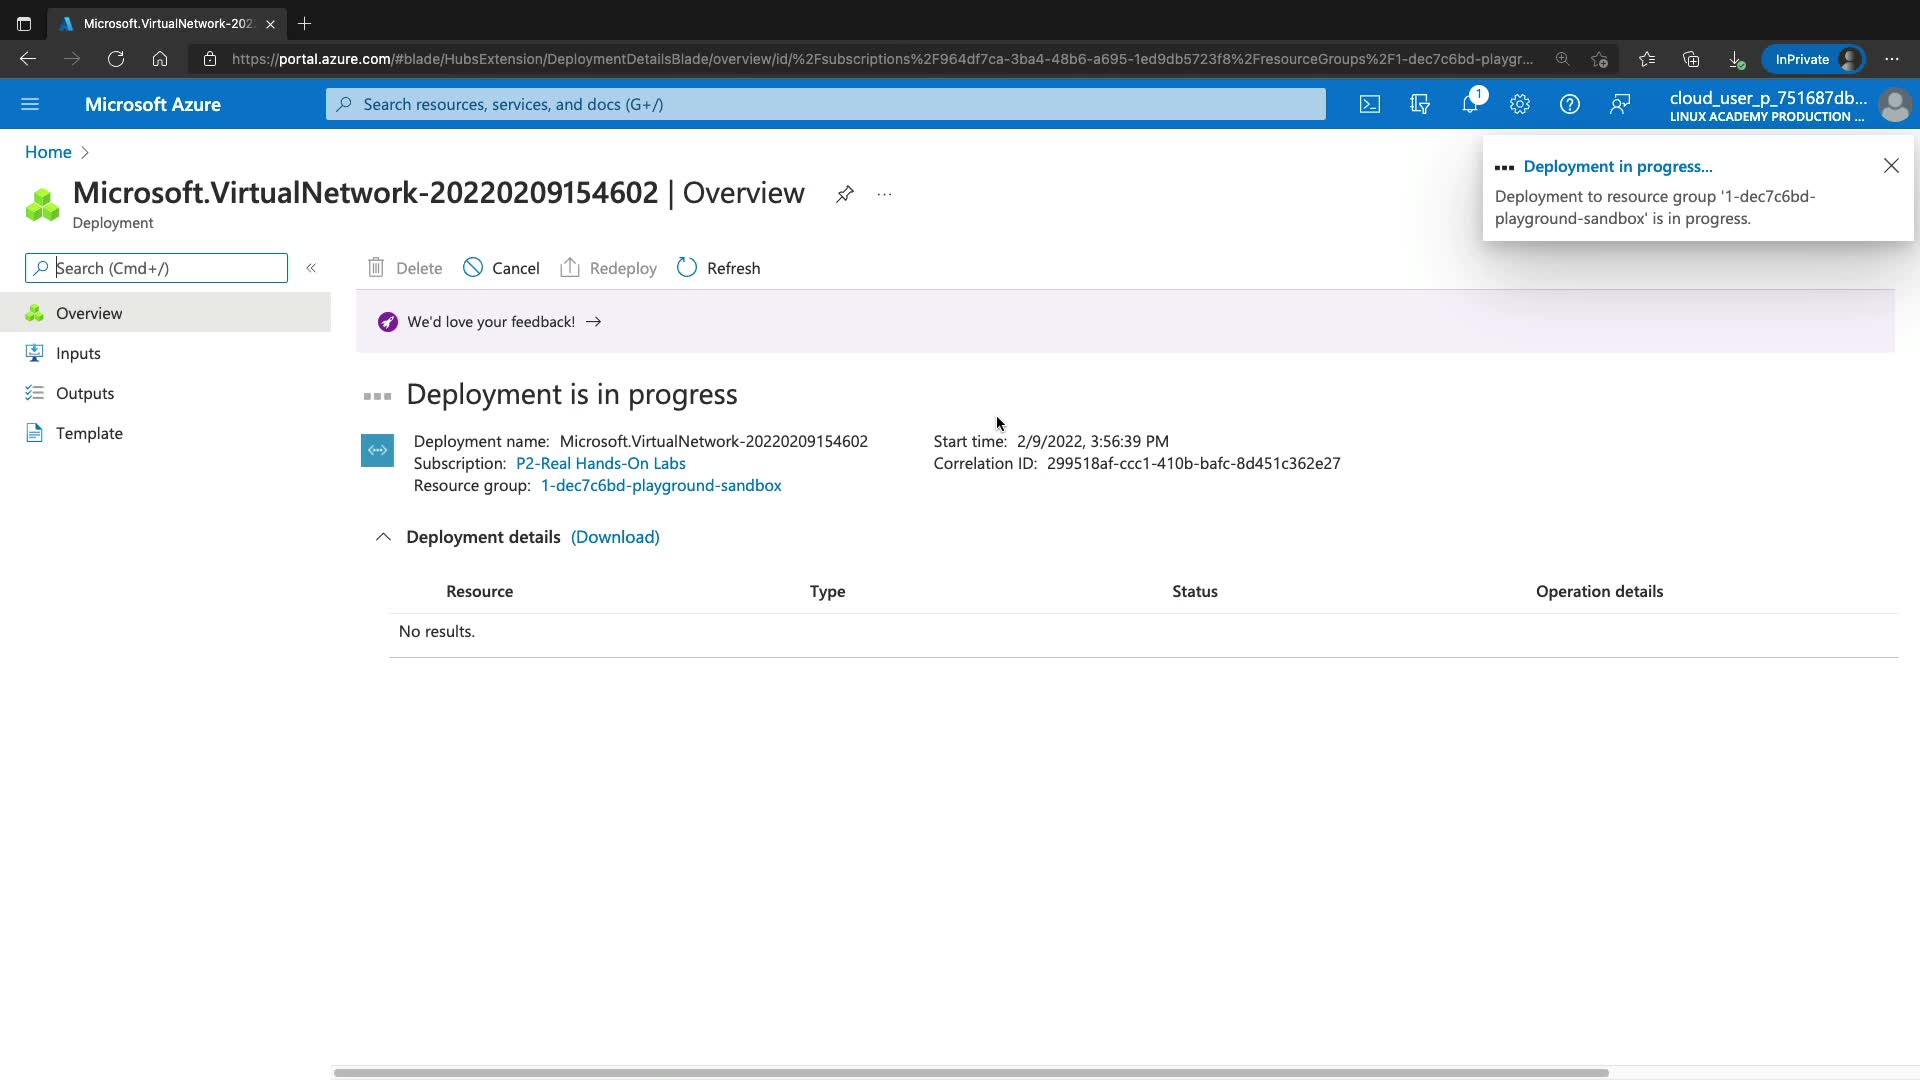 Microsoft.VirtualNetwork-202
https://portal.azure.com/#blade/HubsExtension/DeploymentDetailsBlade/overview/id/%2Fsubscriptions%2F964df7ca-3ba4-48b6-a695-1ed9db5723f8%2FresourceGroups%2F1-dec7c6bd-playgr...
InPrivate
Microsoft Azure
Search resources, services, and docs (G+/)
1
cloud_user_p_751687db...
LINUX ACADEMY PRODUCTION ...
Home
Deployment in progress...
Deployment to resource group '1-dec7c6bd-
playground-sandbox' is in progress.
Microsoft.VirtualNetwork-20220209154602 | Overview
Deployment
Search (Cmd+/)
«
Delete
Cancel
Redeploy
Refresh
Overview
Inputs
Outputs
Template
We'd love your feedback! →
Deployment is in progress
Deployment name: Microsoft.VirtualNetwork-20220209154602
Subscription: P2-Real Hands-On Labs
Resource group: 1-dec7c6bd-playground-sandbox
Start time: 2/9/2022, 3:56:39 PM
Correlation ID: 299518af-ccc1-410b-bafc-8d451c362e27
Deployment details (Download)
Resource Type Status Operation details
No results.